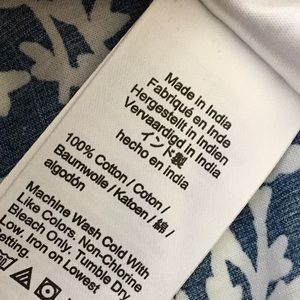 Made in India
Fabriqué en Inde
Hergestellt in Indien
Vervaardigd in Indien
インド製
hecho en India
100% Cotton / Coton /
Baumwolle / Katoen / 綿 /
algodón
Machine Wash Cold With
Like Colors, Non-Chlorine
Bleach Only, Tumble Dry
Low, Iron on Lowest
Setting.